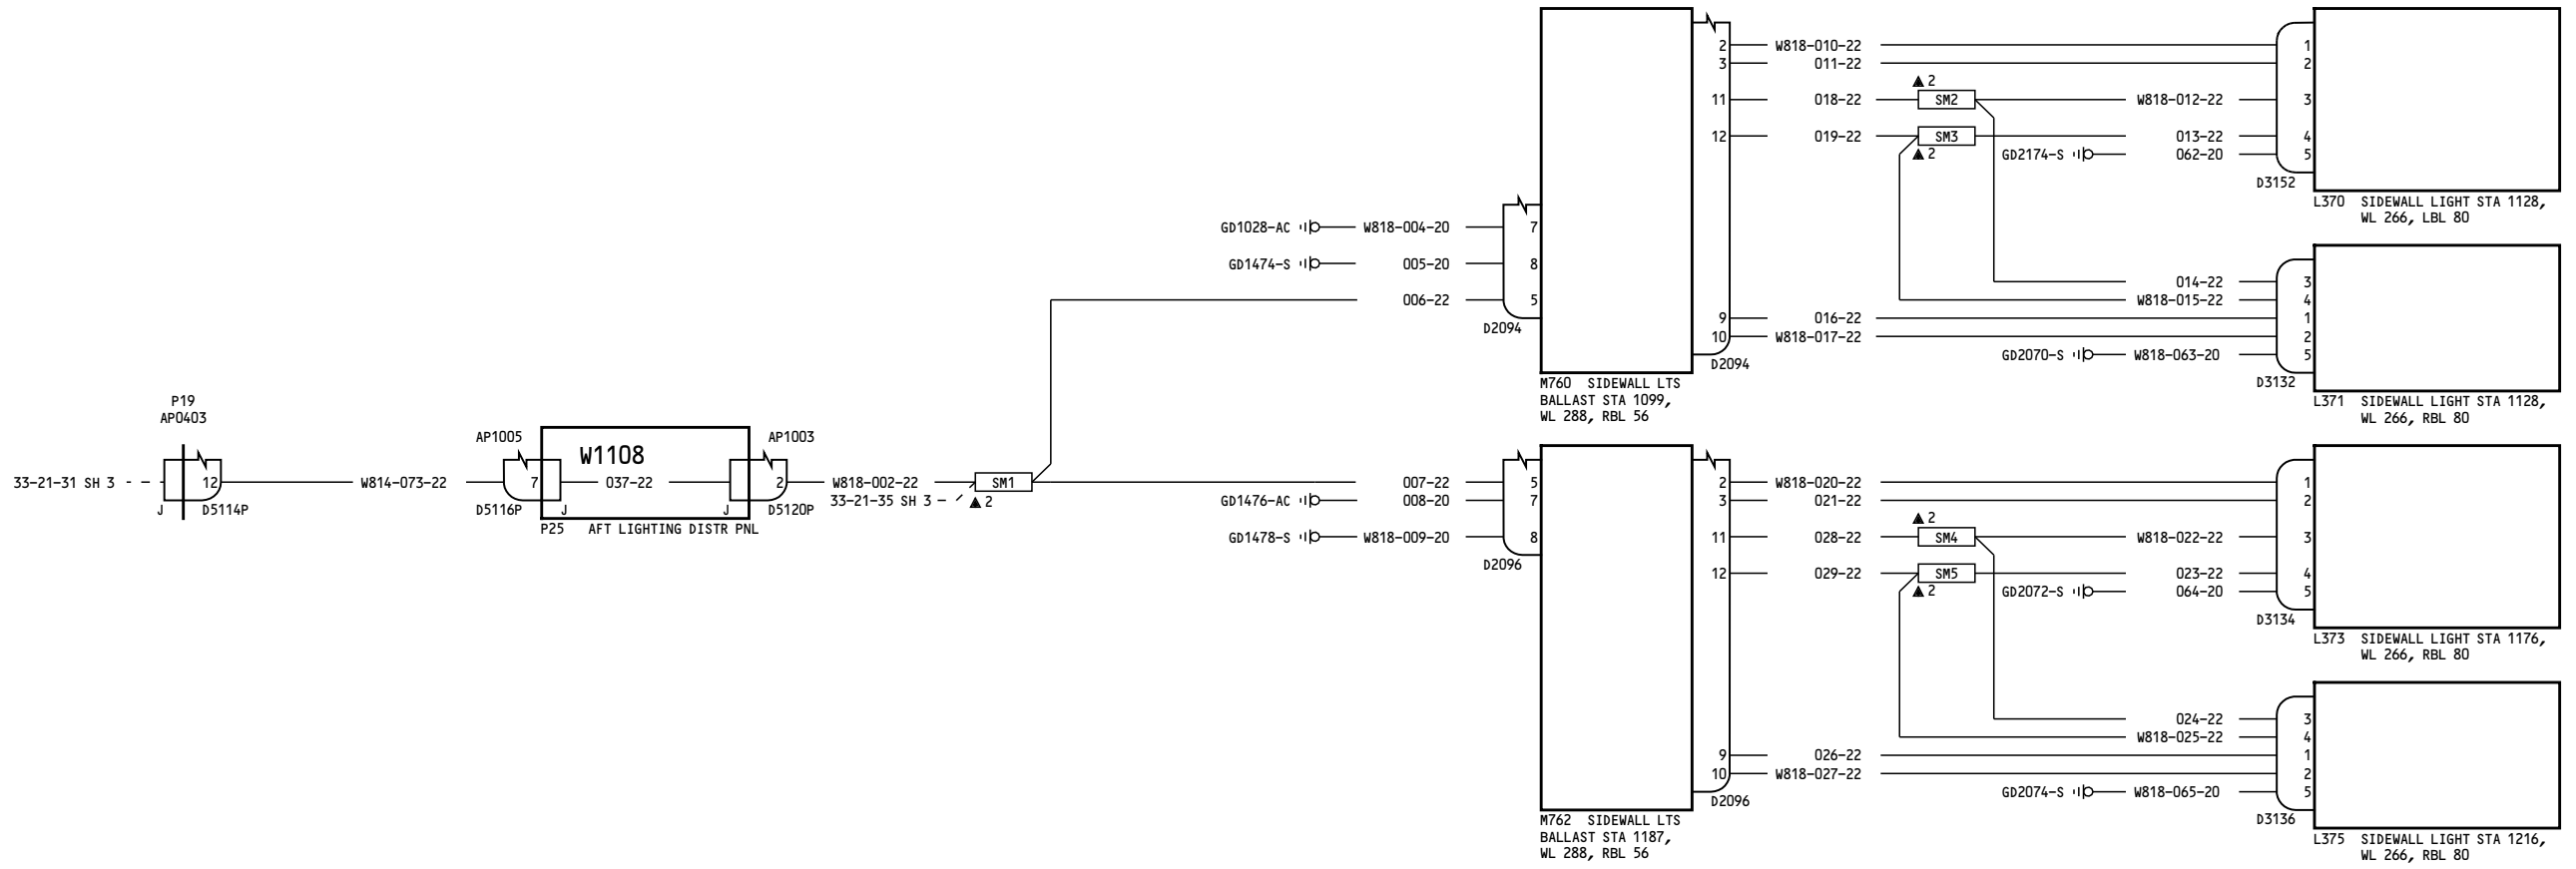 P19
AP0403
33-21-31 SH 3
12
J
D5114P
W814-073-22
AP1005
7
D5116P
J
W1108
037-22
J
P25 AFT LIGHTING DISTR PNL
AP1003
2
D5120P
W818-002-22
33-21-35 SH 3
SM1
2
GD1028-AC W818-004-20 7
GD1474-S 005-20 8
006-22 5
D2094
M760 SIDEWALL LTS
BALLAST STA 1099,
WL 288, RBL 56
2 W818-010-22 1
3 011-22 2
2
11 018-22 SM2 W818-012-22 3
12 019-22 SM3 013-22 4
2 GD2174-S 062-20 5
D3152
L370 SIDEWALL LIGHT STA 1128,
WL 266, LBL 80
014-22 3
W818-015-22 4
9 016-22 1
10 W818-017-22 2
D2094
GD2070-S W818-063-20 5
D3132
L371 SIDEWALL LIGHT STA 1128,
WL 266, RBL 80
007-22 5
GD1476-AC 008-20 7
GD1478-S W818-009-20 8
D2096
M762 SIDEWALL LTS
BALLAST STA 1187,
WL 288, RBL 56
2 W818-020-22 1
3 021-22 2
2
11 028-22 SM4 W818-022-22 3
12 029-22 SM5 023-22 4
2 GD2072-S 064-20 5
D3134
L373 SIDEWALL LIGHT STA 1176,
WL 266, RBL 80
024-22 3
W818-025-22 4
9 026-22 1
10 W818-027-22 2
D2096
GD2074-S W818-065-20 5
D3136
L375 SIDEWALL LIGHT STA 1216,
WL 266, RBL 80